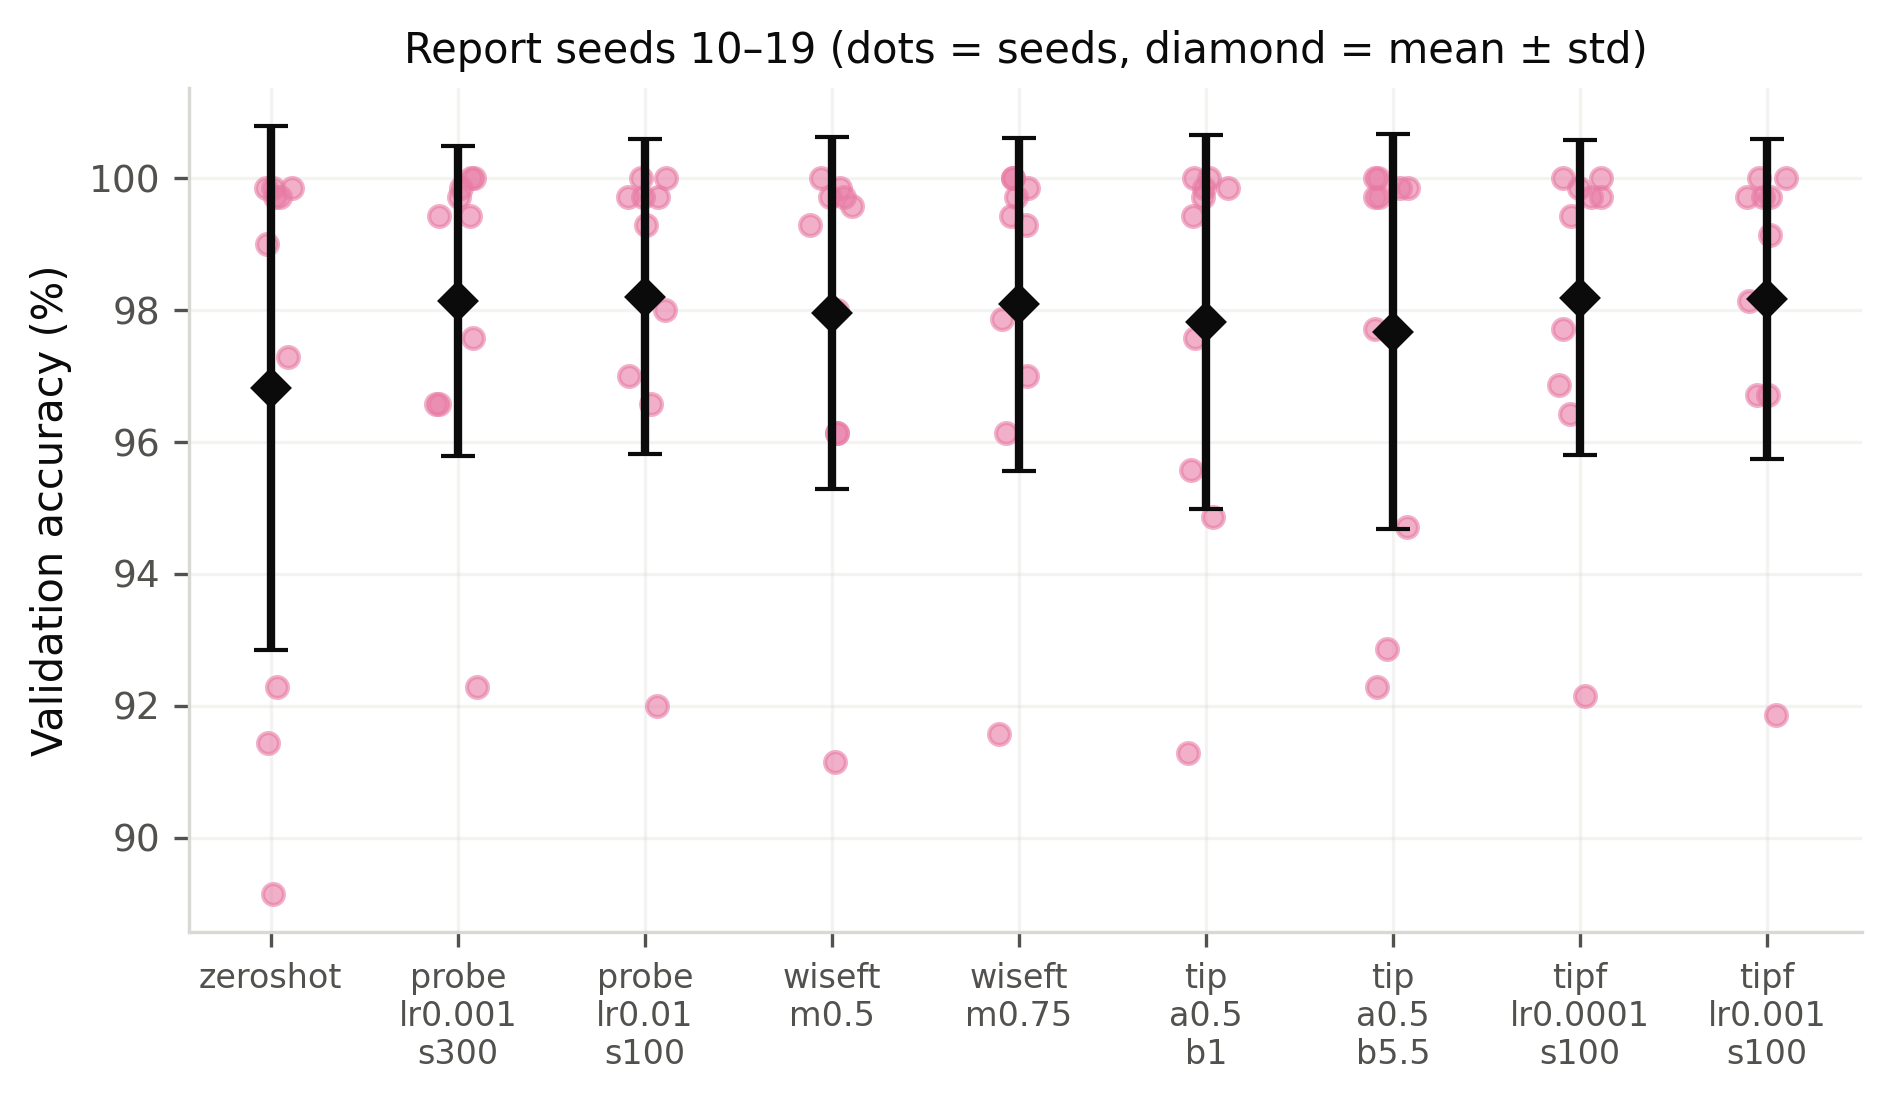 Report seeds 10–19 (dots = seeds, diamond = mean ± std)
Validation accuracy (%)
100
98
96
94
92
90
zeroshot
probe
lr0.001
s300
probe
lr0.01
s100
wiseft
m0.5
wiseft
m0.75
tip
a0.5
b1
tip
a0.5
b5.5
tipf
lr0.0001
s100
tipf
lr0.001
s100